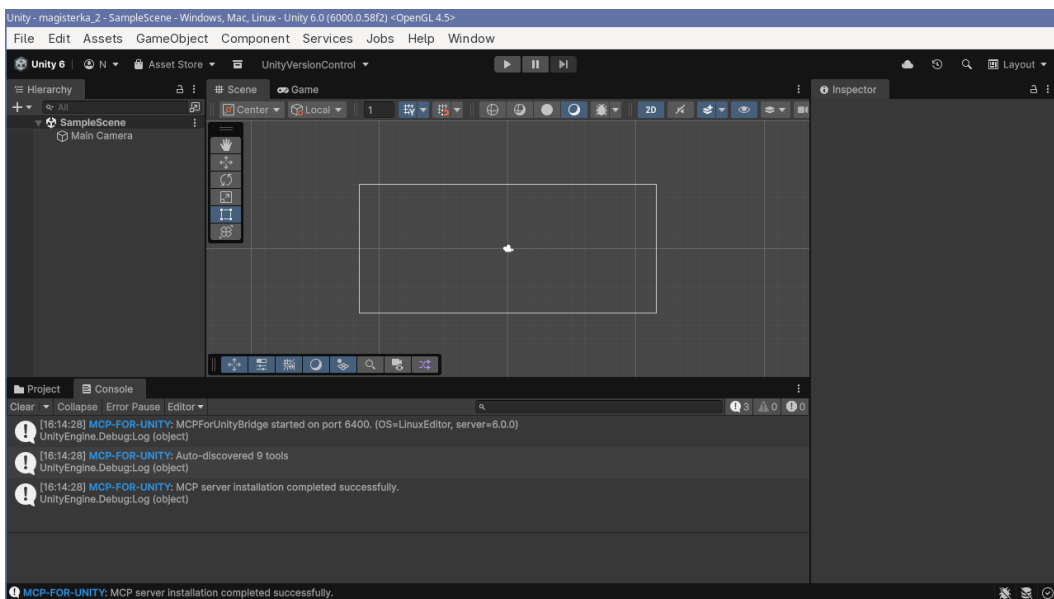 Unity - magisterka_2 - SampleScene - Windows, Mac, Linux - Unity 6.0 (6000.0.58f2) <OpenGL 4.5>
File Edit Assets GameObject Component Services Jobs Help Window
Unity 6 N Asset Store UnityVersionControl Layout
Hierarchy
Scene Game
Inspector
All
Center Local 1 2D
SampleScene
Main Camera
Project Console
Clear Collapse Error Pause Editor 3 0 0
[16:14:28] MCP-FOR-UNITY: MCPForUnityBridge started on port 6400. (OS=LinuxEditor, server=6.0.0)
UnityEngine.Debug:Log (object)
[16:14:28] MCP-FOR-UNITY: Auto-discovered 9 tools
UnityEngine.Debug:Log (object)
[16:14:28] MCP-FOR-UNITY: MCP server installation completed successfully.
UnityEngine.Debug:Log (object)
MCP-FOR-UNITY: MCP server installation completed successfully.